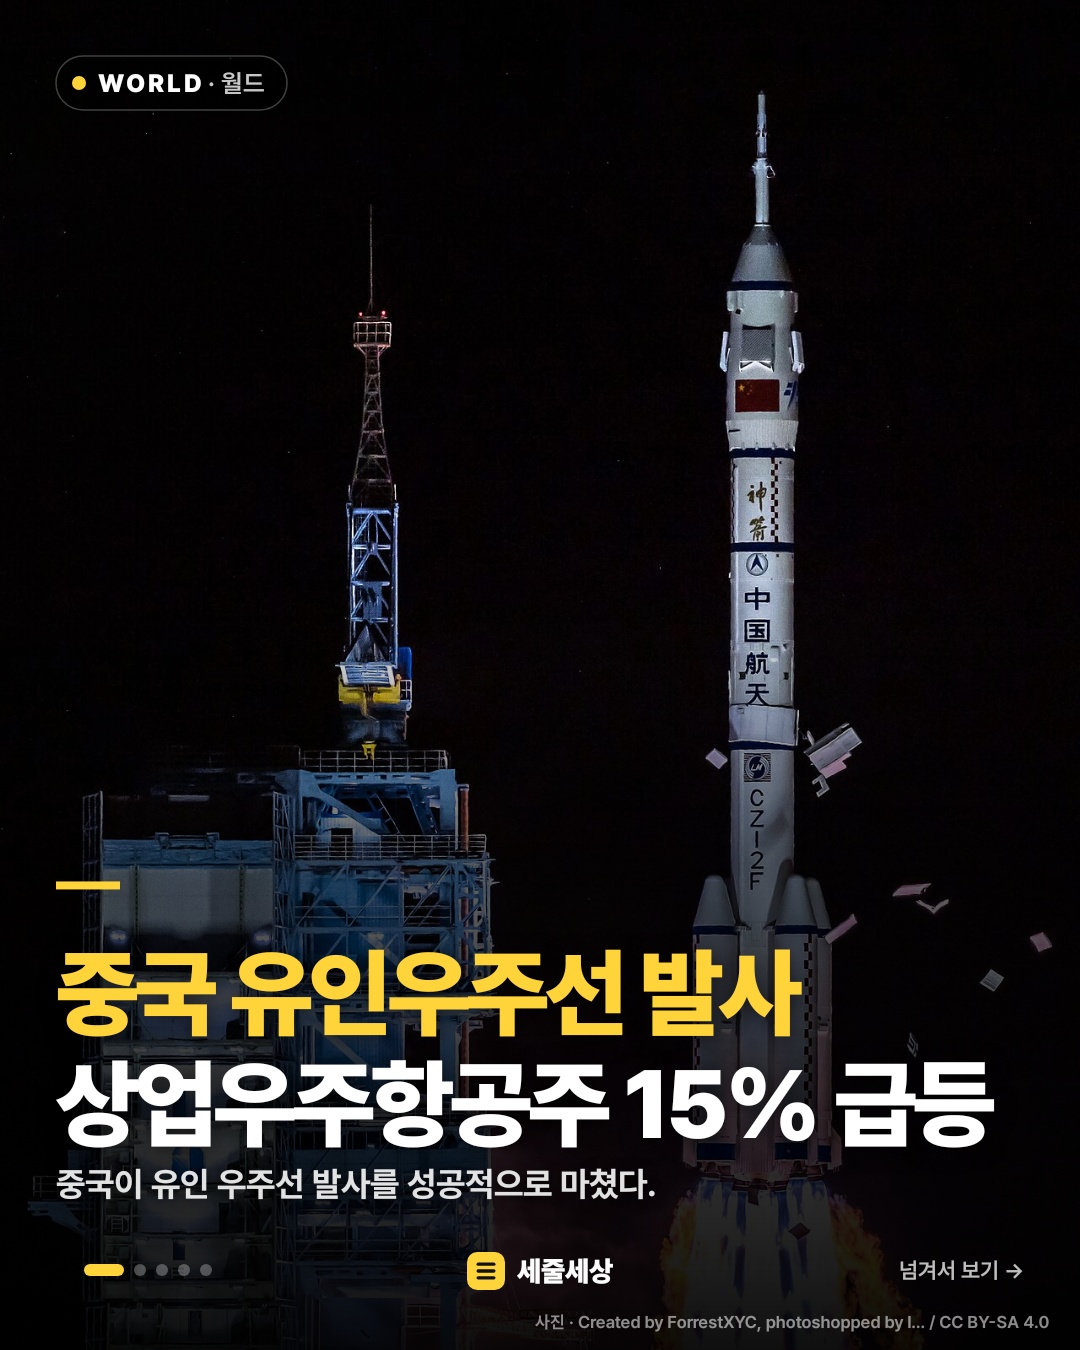 WORLD · 월드
神
箭
中
国
航
天
CZ-2F
중국 유인우주선 발사
상업우주항공주 15% 급등
중국이 유인 우주선 발사를 성공적으로 마쳤다.
세줄세상
넘겨서 보기 →
사진 · Created by ForrestXYC, photoshopped by l... / CC BY-SA 4.0